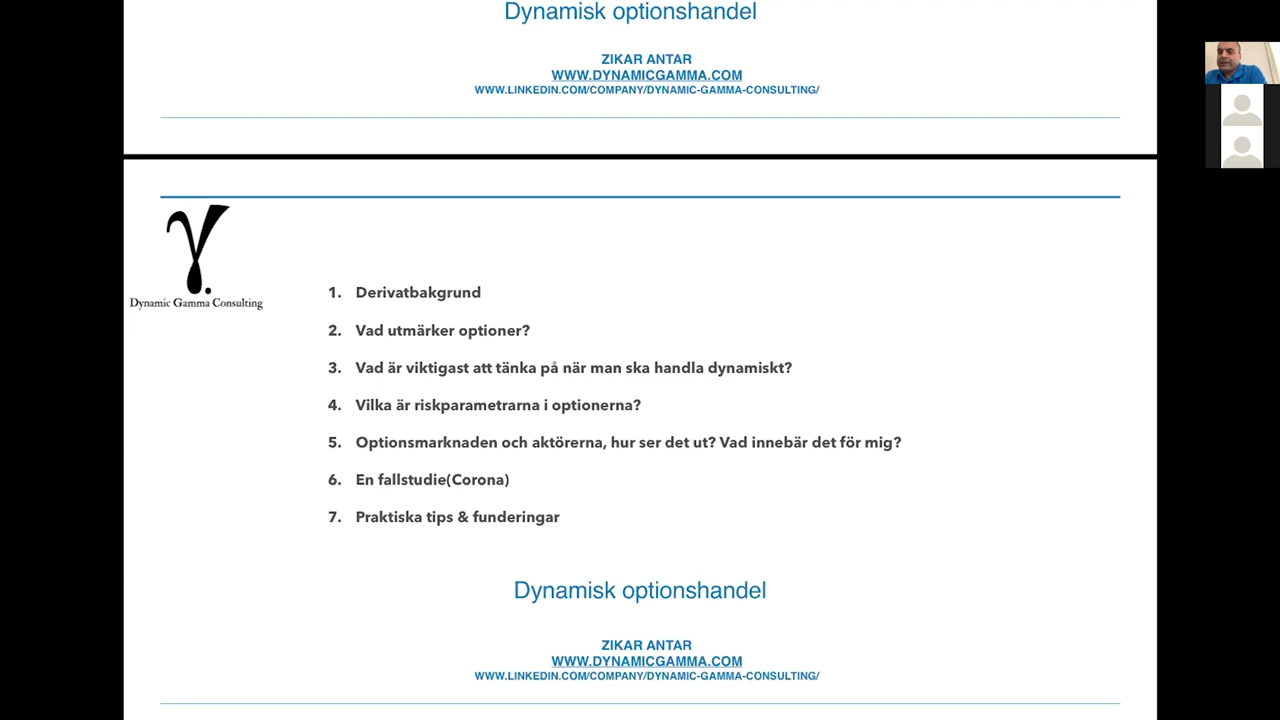 Dynamisk optionshandel
ZIKAR ANTAR
WWW.DYNAMICGAMMA.COM
WWW.LINKEDIN.COM/COMPANY/DYNAMIC-GAMMA-CONSULTING/
γ.
Dynamic Gamma Consulting
1. Derivatbakgrund
2. Vad utmärker optioner?
3. Vad är viktigast att tänka på när man ska handla dynamiskt?
4. Vilka är riskparametrarna i optionerna?
5. Optionsmarknaden och aktörerna, hur ser det ut? Vad innebär det för mig?
6. En fallstudie(Corona)
7. Praktiska tips & funderingar
Dynamisk optionshandel
ZIKAR ANTAR
WWW.DYNAMICGAMMA.COM
WWW.LINKEDIN.COM/COMPANY/DYNAMIC-GAMMA-CONSULTING/